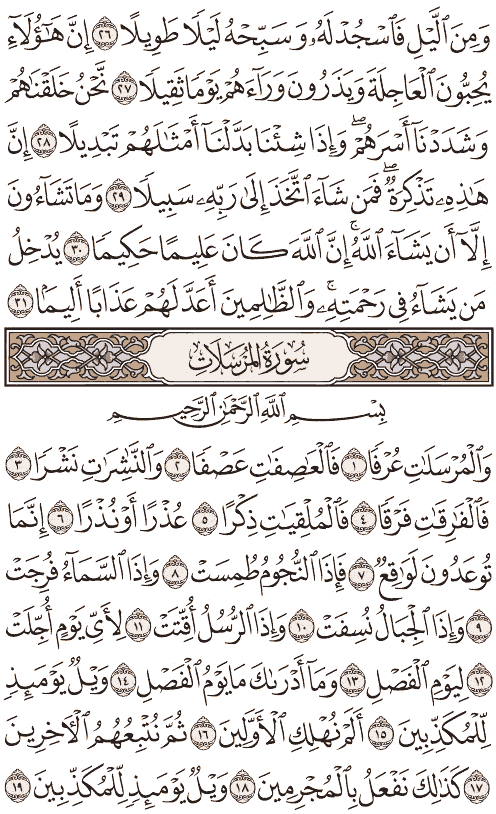 وَمِنَ ٱلَّيۡلِ فَٱسۡجُدۡ لَهُۥ وَسَبِّحۡهُ لَيۡلٗا طَوِيلًا ٢٦ إِنَّ هَٰٓؤُلَآءِ
يُحِبُّونَ ٱلۡعَاجِلَةَ وَيَذَرُونَ وَرَآءَهُمۡ يَوۡمٗا ثَقِيلٗا ٢٧ نَّحۡنُ خَلَقۡنَٰهُمۡ
وَشَدَدۡنَآ أَسۡرَهُمۡۖ وَإِذَا شِئۡنَا بَدَّلۡنَآ أَمۡثَٰلَهُمۡ تَبۡدِيلًا ٢٨ إِنَّ
هَٰذِهِۦ تَذۡكِرَةٞۖ فَمَن شَآءَ ٱتَّخَذَ إِلَىٰ رَبِّهِۦ سَبِيلٗا ٢٩ وَمَا تَشَآءُونَ
إِلَّآ أَن يَشَآءَ ٱللَّهُۚ إِنَّ ٱللَّهَ كَانَ عَلِيمًا حَكِيمٗا ٣٠ يُدۡخِلُ
مَن يَشَآءُ فِي رَحۡمَتِهِۦۚ وَٱلظَّٰلِمِينَ أَعَدَّ لَهُمۡ عَذَابًا أَلِيمَۢا ٣١
سُورَةُ المُرۡسَلَات
بِسۡمِ ٱللَّهِ ٱلرَّحۡمَٰنِ ٱلرَّحِيمِ
وَٱلۡمُرۡسَلَٰتِ عُرۡفٗا ١ فَٱلۡعَٰصِفَٰتِ عَصۡفٗا ٢ وَٱلنَّٰشِرَٰتِ نَشۡرٗا ٣
فَٱلۡفَٰرِقَٰتِ فَرۡقٗا ٤ فَٱلۡمُلۡقِيَٰتِ ذِكۡرًا ٥ عُذۡرًا أَوۡ نُذۡرًا ٦ إِنَّمَا
تُوعَدُونَ لَوَٰقِعٞ ٧ فَإِذَا ٱلنُّجُومُ طُمِسَتۡ ٨ وَإِذَا ٱلسَّمَآءُ فُرِجَتۡ
٩ وَإِذَا ٱلۡجِبَالُ نُسِفَتۡ ١٠ وَإِذَا ٱلرُّسُلُ أُقِّتَتۡ ١١ لِأَيِّ يَوۡمٍ أُجِّلَتۡ
١٢ لِيَوۡمِ ٱلۡفَصۡلِ ١٣ وَمَآ أَدۡرَىٰكَ مَا يَوۡمُ ٱلۡفَصۡلِ ١٤ وَيۡلٞ يَوۡمَئِذٖ
لِّلۡمُكَذِّبِينَ ١٥ أَلَمۡ نُهۡلِكِ ٱلۡأَوَّلِينَ ١٦ ثُمَّ نُتۡبِعُهُمُ ٱلۡأٓخِرِينَ
١٧ كَذَٰلِكَ نَفۡعَلُ بِٱلۡمُجۡرِمِينَ ١٨ وَيۡلٞ يَوۡمَئِذٖ لِّلۡمُكَذِّبِينَ ١٩